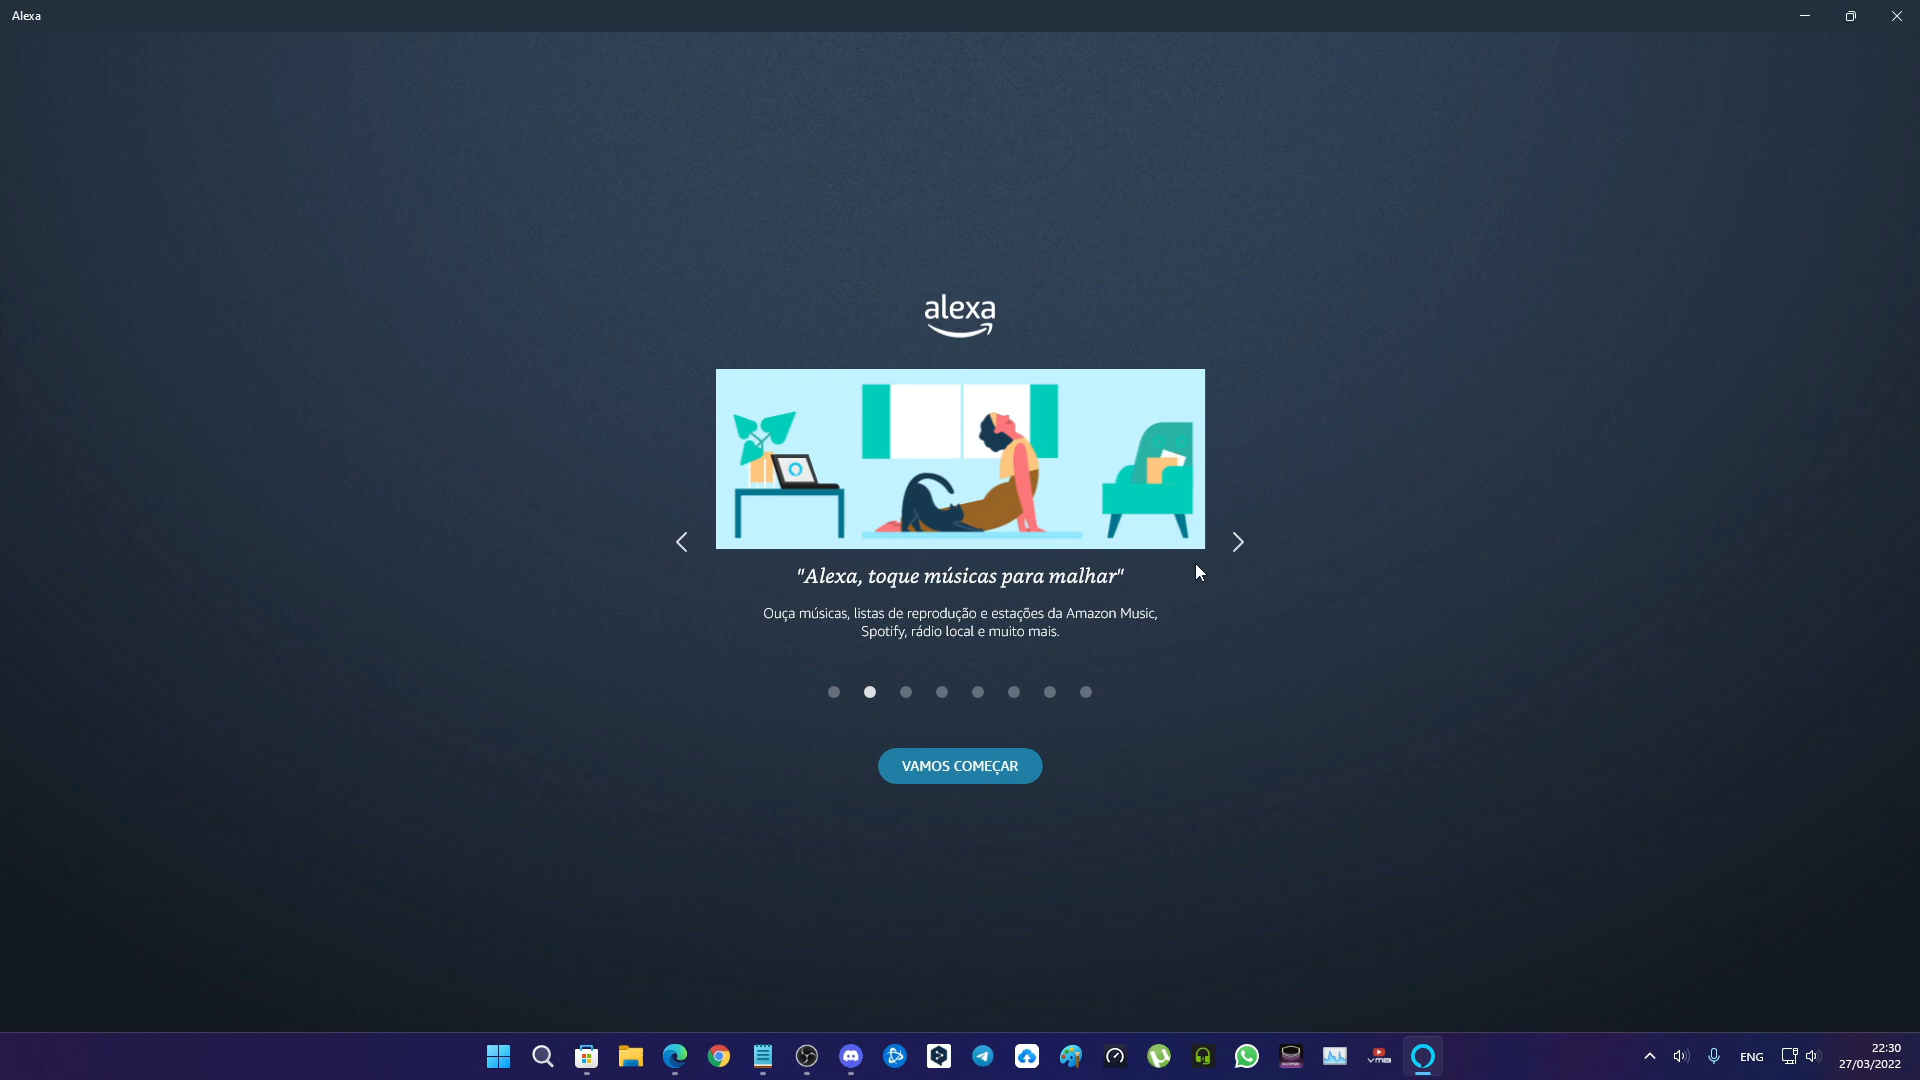 Alexa
alexa
"Alexa, toque músicas para malhar"
Ouça músicas, listas de reprodução e estações da Amazon Music,
Spotify, rádio local e muito mais.
VAMOS COMEÇAR
ENG
22:30
27/03/2022